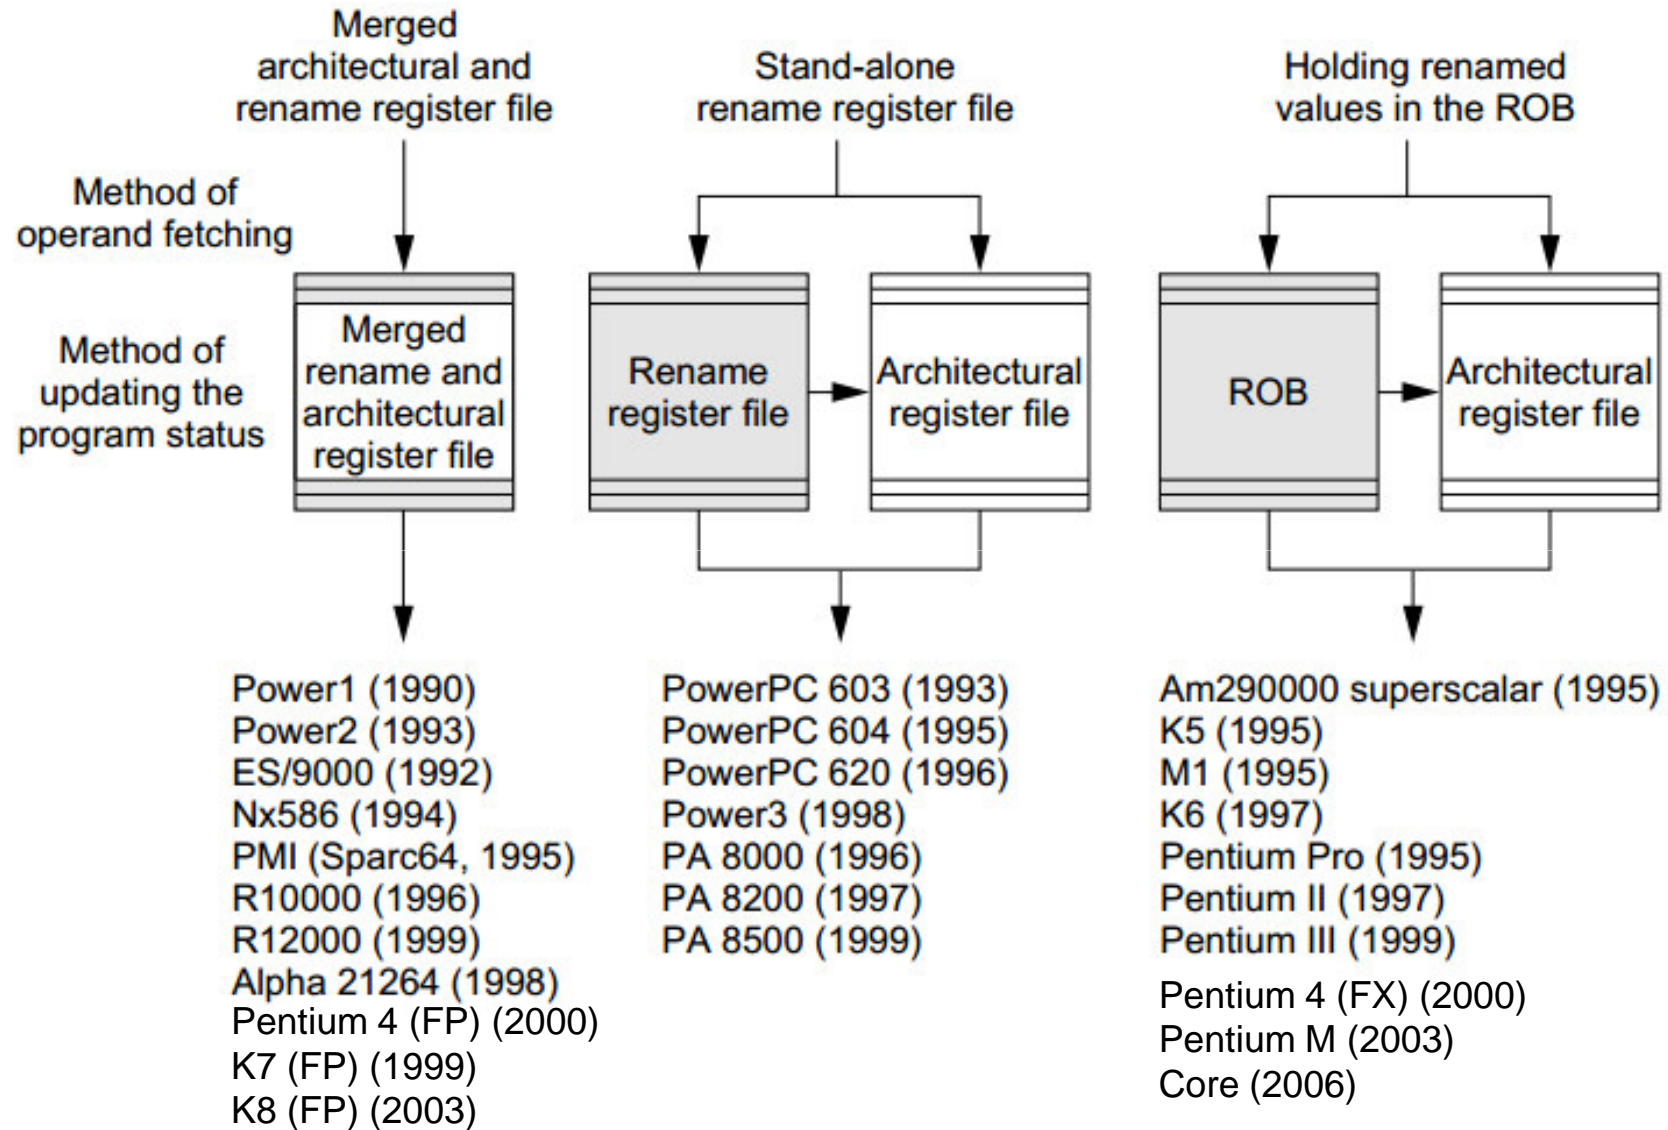 Merged
architectural and
rename register file
Stand-alone
rename register file
Holding renamed
values in the ROB
Method of
operand fetching
Method of
updating the
program status
Merged
rename and
architectural
register file
Rename
register file
Architectural
register file
ROB
Architectural
register file
Power1 (1990)
Power2 (1993)
ES/9000 (1992)
Nx586 (1994)
PMI (Sparc64, 1995)
R10000 (1996)
R12000 (1999)
Alpha 21264 (1998)
Pentium 4 (FP) (2000)
K7 (FP) (1999)
K8 (FP) (2003)
PowerPC 603 (1993)
PowerPC 604 (1995)
PowerPC 620 (1996)
Power3 (1998)
PA 8000 (1996)
PA 8200 (1997)
PA 8500 (1999)
Am290000 superscalar (1995)
K5 (1995)
M1 (1995)
K6 (1997)
Pentium Pro (1995)
Pentium II (1997)
Pentium III (1999)
Pentium 4 (FX) (2000)
Pentium M (2003)
Core (2006)